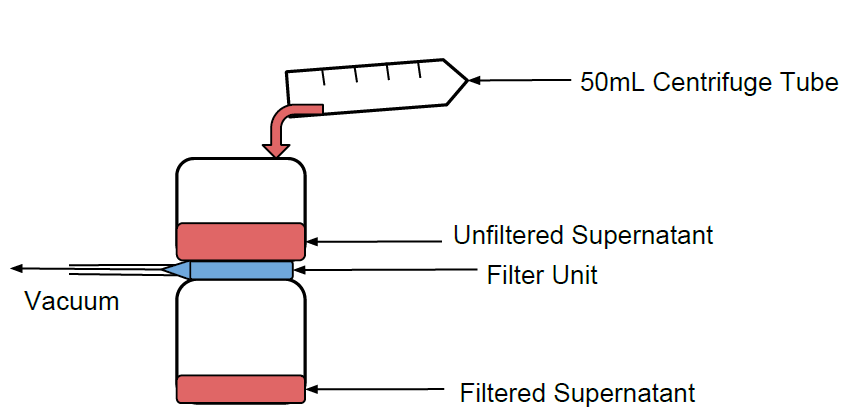 50mL Centrifuge Tube
Unfiltered Supernatant
Filter Unit
Vacuum
Filtered Supernatant